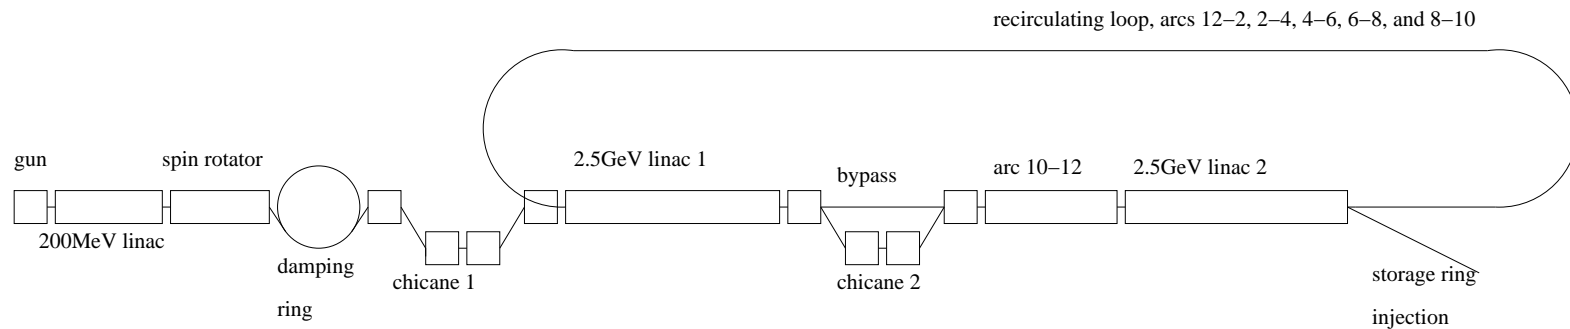 recirculating loop, arcs 12–2, 2–4, 4–6, 6–8, and 8–10
gun
spin rotator
2.5GeV linac 1
bypass
arc 10–12
2.5GeV linac 2
200MeV linac
damping
ring
chicane 1
chicane 2
storage ring
injection